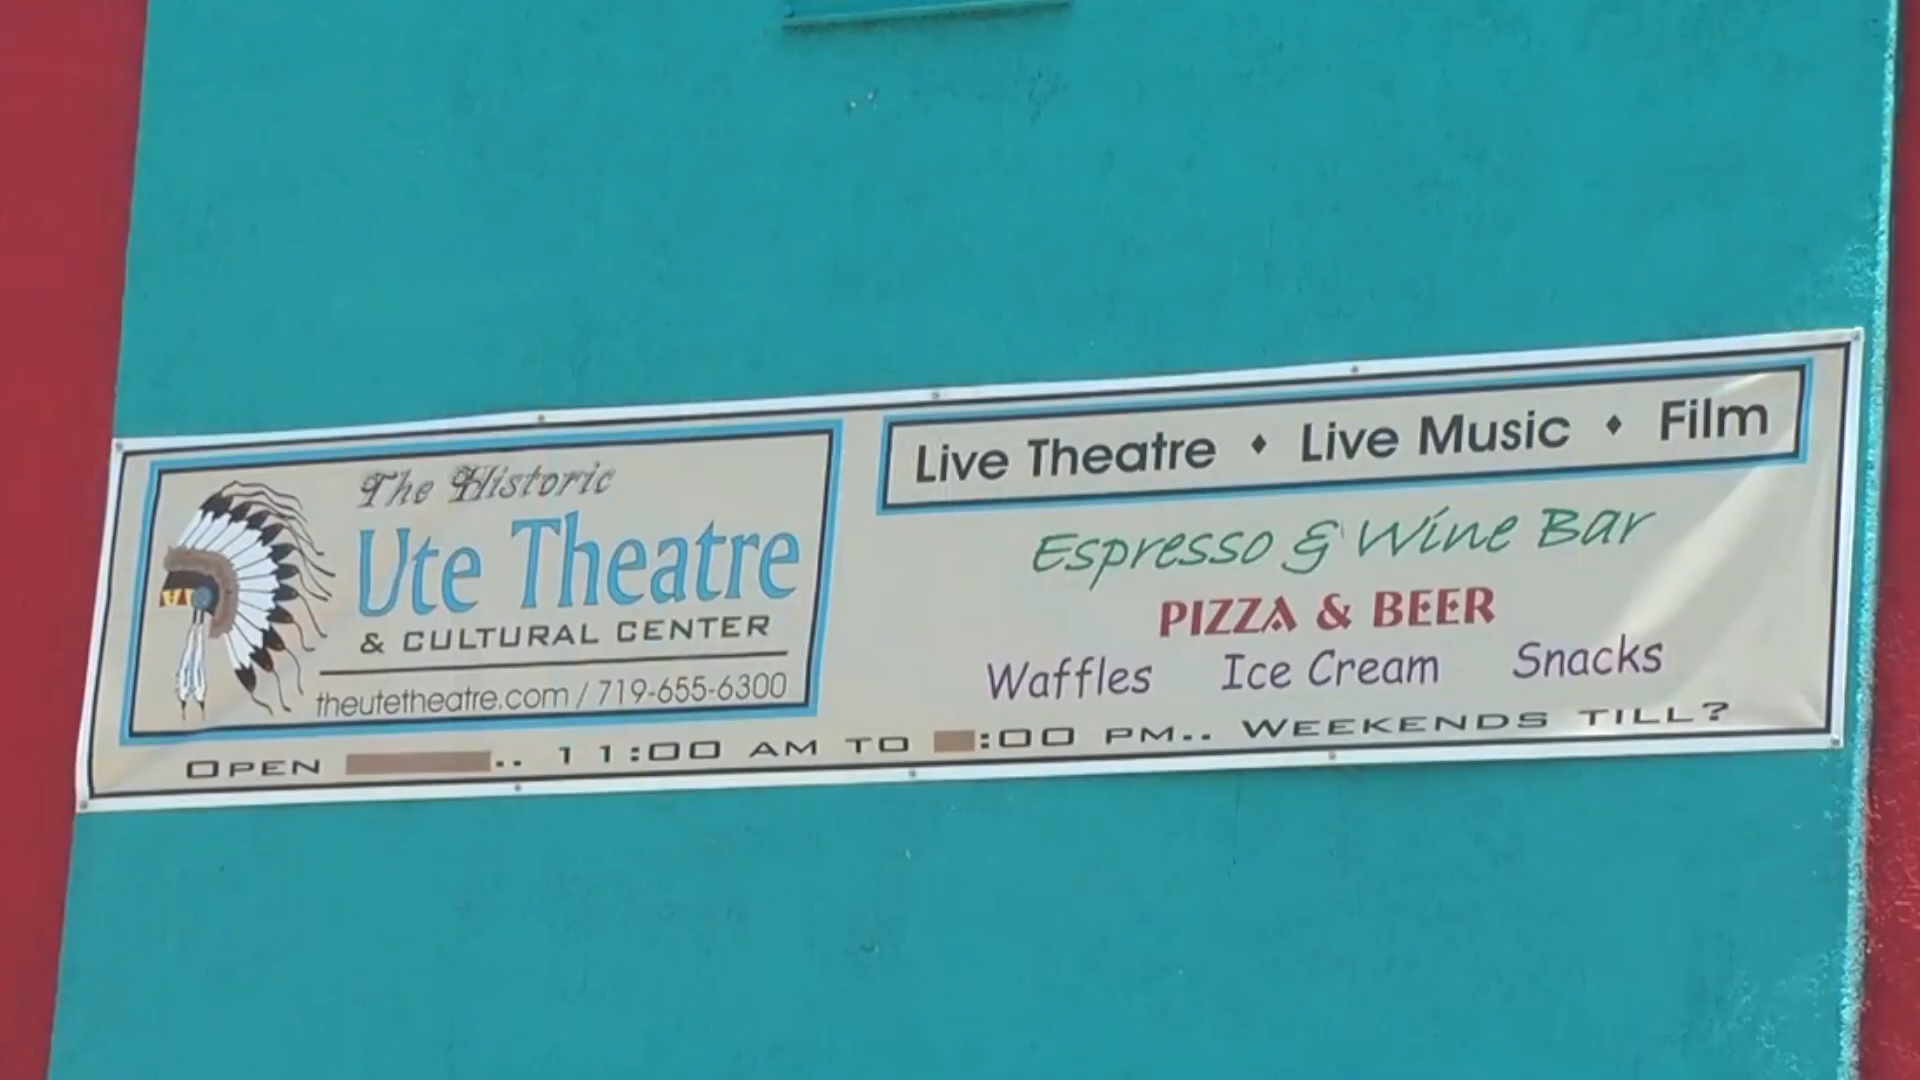 The Historic
Ute Theatre
& CULTURAL CENTER
theutetheatre.com / 719-655-6300
Live Theatre ♦ Live Music ♦ Film
Espresso & Wine Bar
PIZZA & BEER
Waffles Ice Cream Snacks
OPEN .. 11:00 AM TO :00 PM.. WEEKENDS TILL?